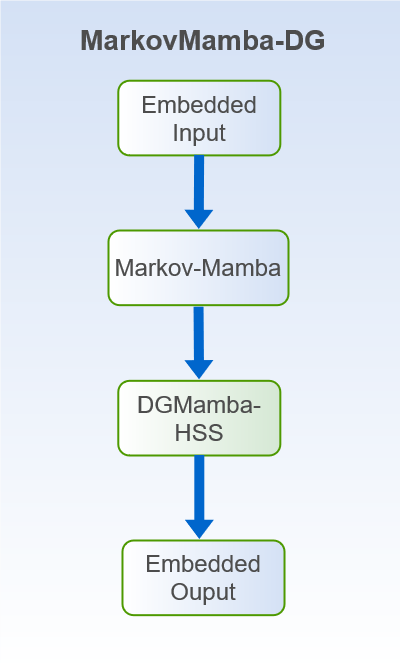 MarkovMamba-DG
Embedded
Input
Markov-Mamba
DGMamba-
HSS
Embedded
Ouput